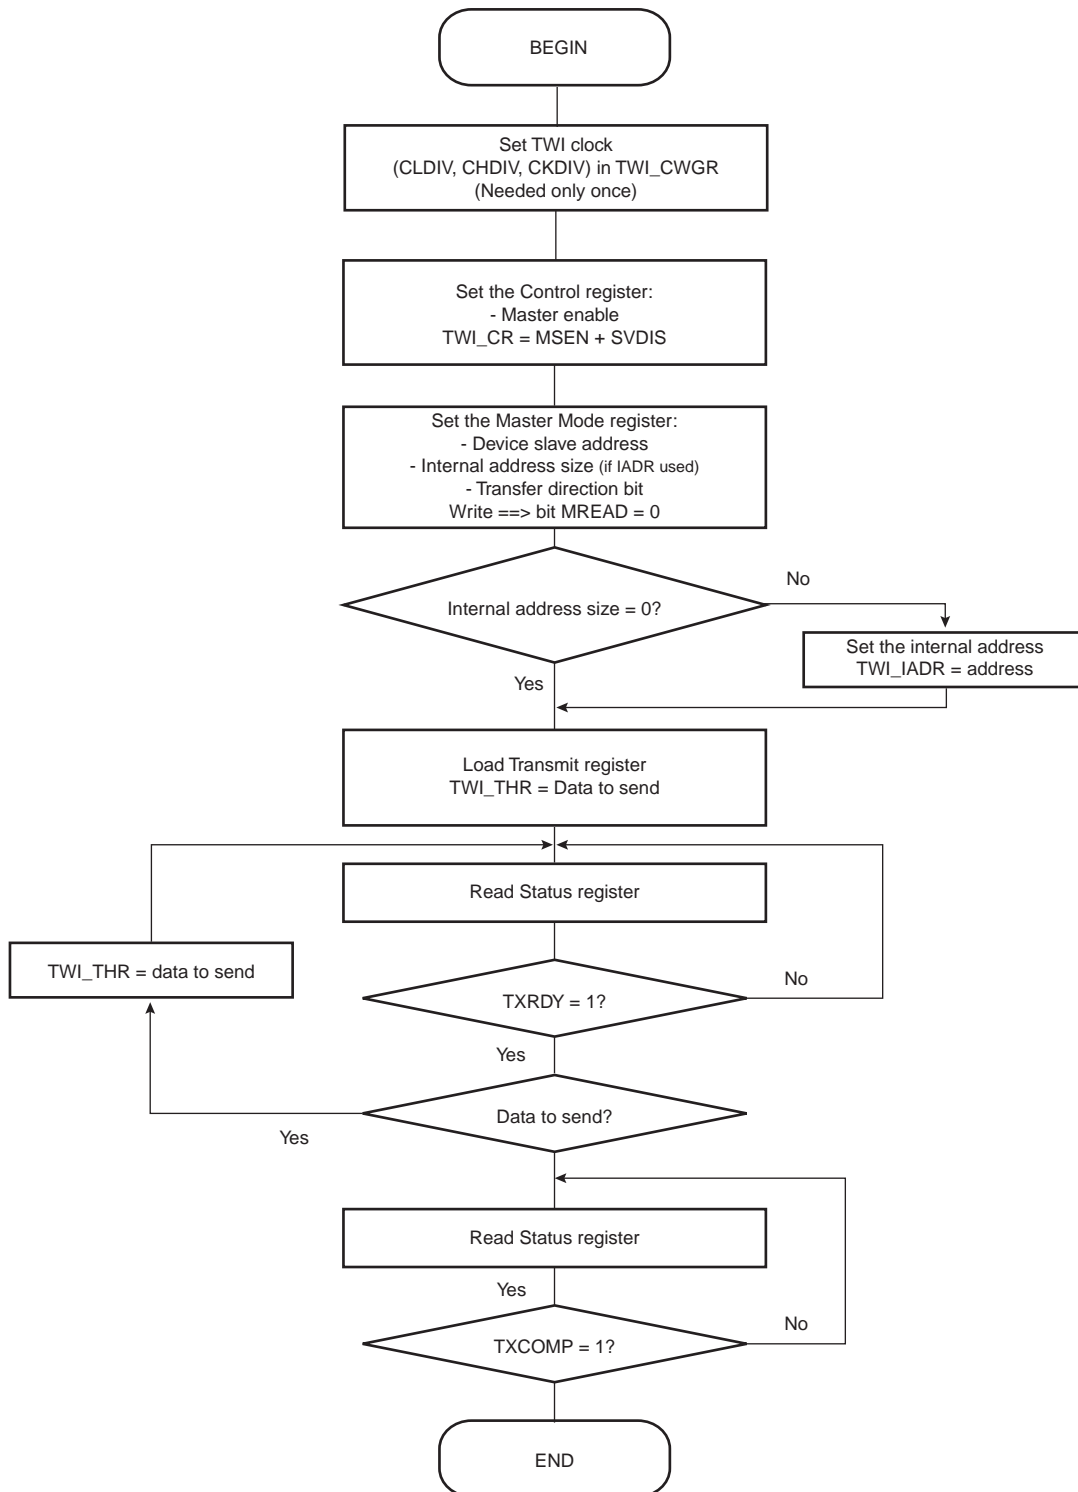 BEGIN
Set TWI clock
(CLDIV, CHDIV, CKDIV) in TWI_CWGR
(Needed only once)
Set the Control register:
- Master enable
TWI_CR = MSEN + SVDIS
Set the Master Mode register:
- Device slave address
- Internal address size (if IADR used)
- Transfer direction bit
Write ==> bit MREAD = 0
No
Internal address size = 0?
Set the internal address
TWI_IADR = address
Yes
Load Transmit register
TWI_THR = Data to send
Read Status register
TWI_THR = data to send
No
TXRDY = 1?
Yes
Data to send?
Yes
Read Status register
Yes
No
TXCOMP = 1?
END